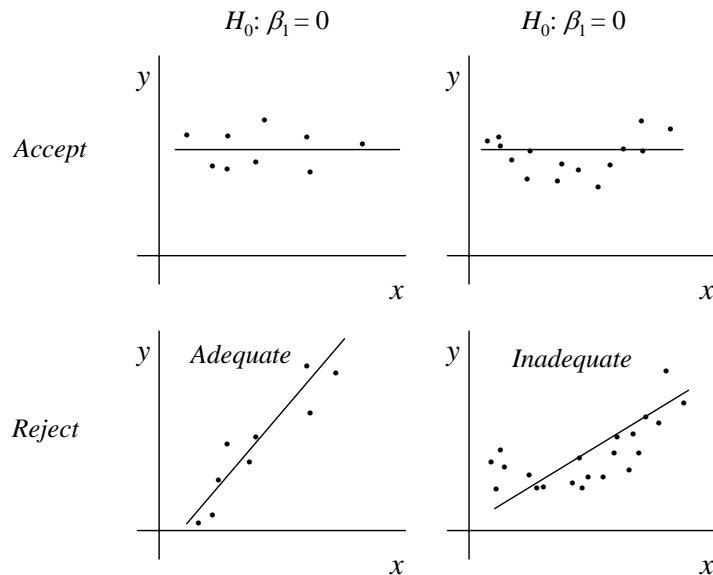 H₀: β₁ = 0
H₀: β₁ = 0
y
y
Accept
x
x
y
Adequate
y
Inadequate
Reject
x
x